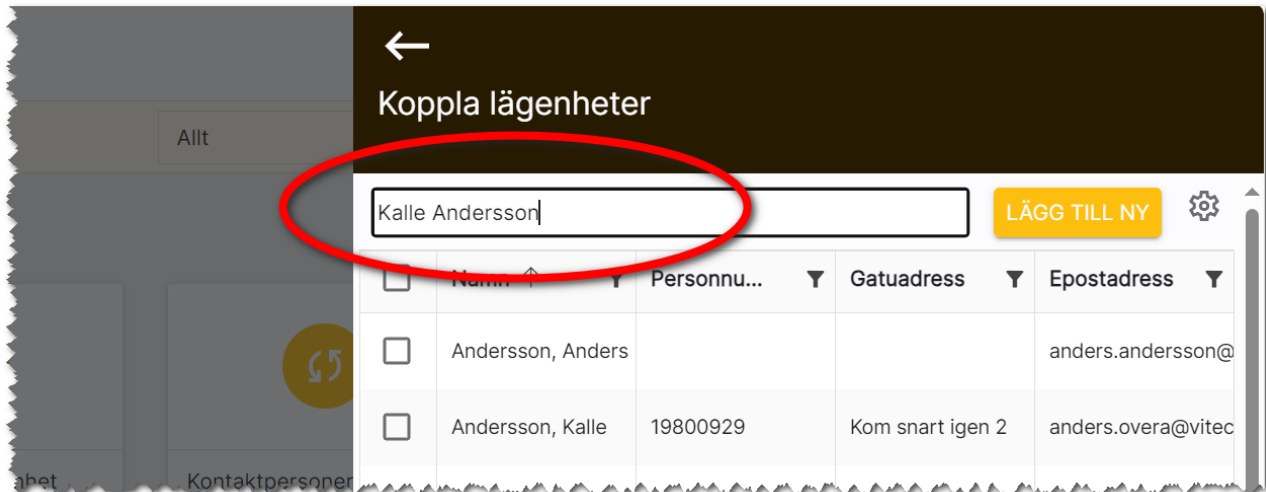 Koppla lägenheter
Allt
Kalle Andersson
LÄGG TILL NY
Namn Personnu... Gatuadress Epostadress
Andersson, Anders anders.andersson@
Andersson, Kalle 19800929 Kom snart igen 2 anders.overa@vitec
Kontaktpersoner